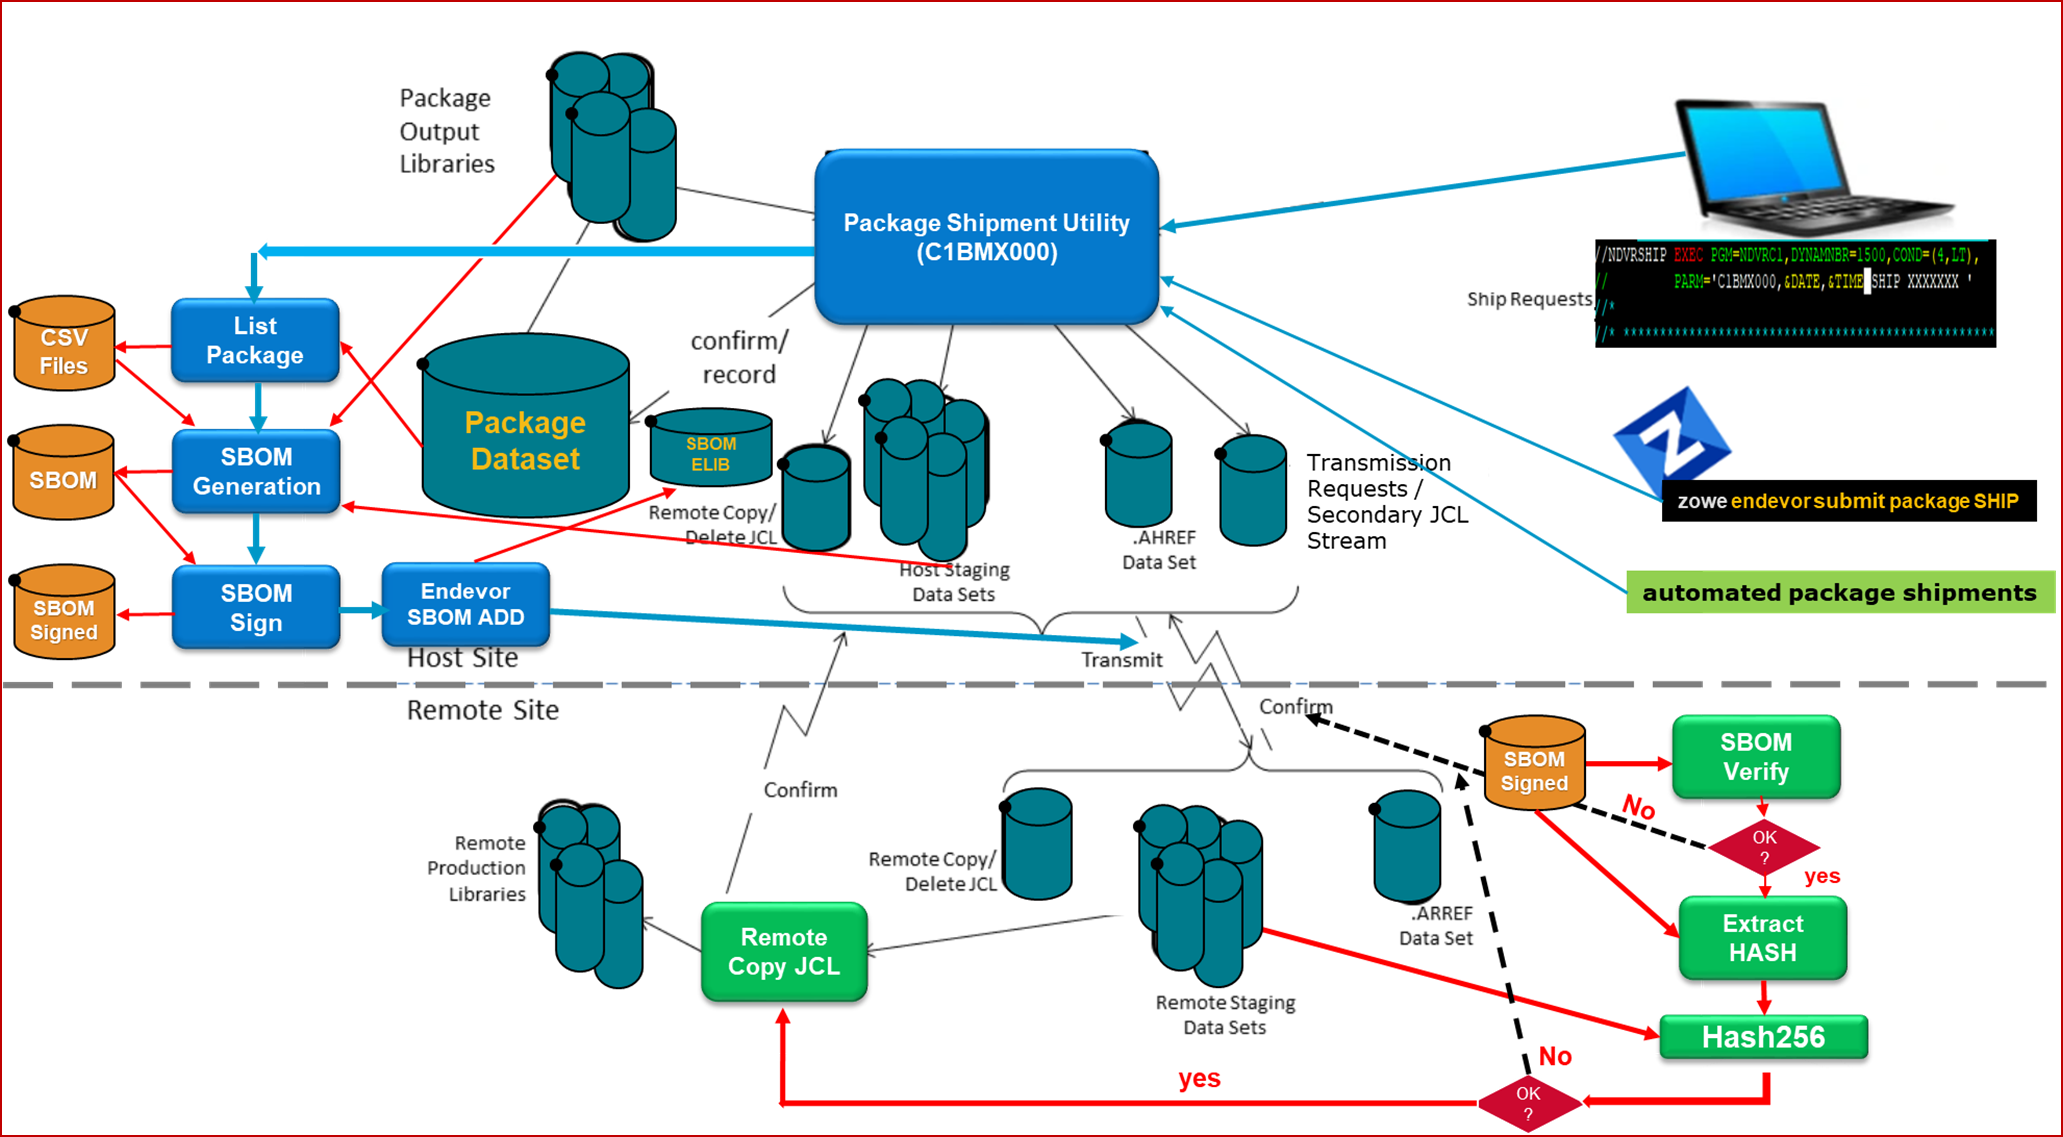 Package
Output
Libraries
Package Shipment Utility
(C1BMX000)
//NDVRSHIP EXEC PGM=NDVRC1,DYNAMNBR=1500,COND=(4,LT),
// PARM='C1BMX000,&DATE,&TIME SHIP XXXXXXX '
//*
//* *************************************************
Ship Requests
List
Package
CSV
Files
confirm/
record
Package
Dataset
SBOM
ELIB
SBOM
Generation
SBOM
Remote Copy/
Delete JCL
Host Staging
Data Sets
.AHREF
Data Set
Transmission
Requests /
Secondary JCL
Stream
zowe endevor submit package SHIP
automated package shipments
SBOM
Signed
SBOM
Sign
Endevor
SBOM ADD
Host Site
Transmit
Remote Site
Confirm
Confirm
SBOM
Signed
SBOM
Verify
No
OK
?
yes
Extract
HASH
Hash256
Remote
Production
Libraries
Remote Copy/
Delete JCL
.ARREF
Data Set
Remote
Copy JCL
Remote Staging
Data Sets
No
yes
OK
?